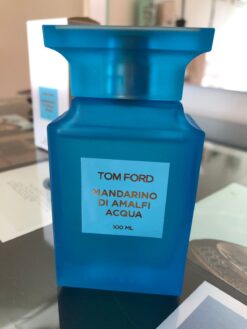 TOM FORD
MANDARINO
DI AMALFI
ACQUA
100 ML